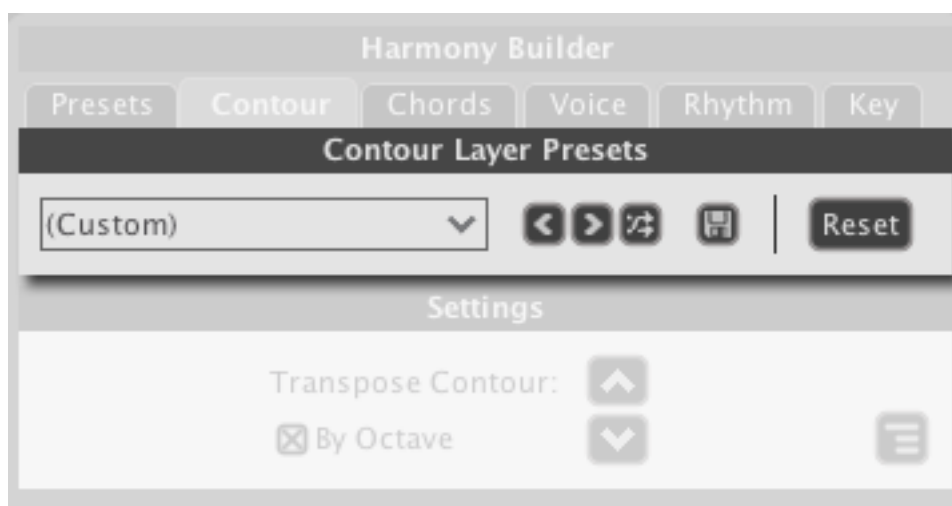 Harmony Builder
Presets Contour Chords Voice Rhythm Key
Contour Layer Presets
(Custom) Reset
Settings
Transpose Contour:
By Octave